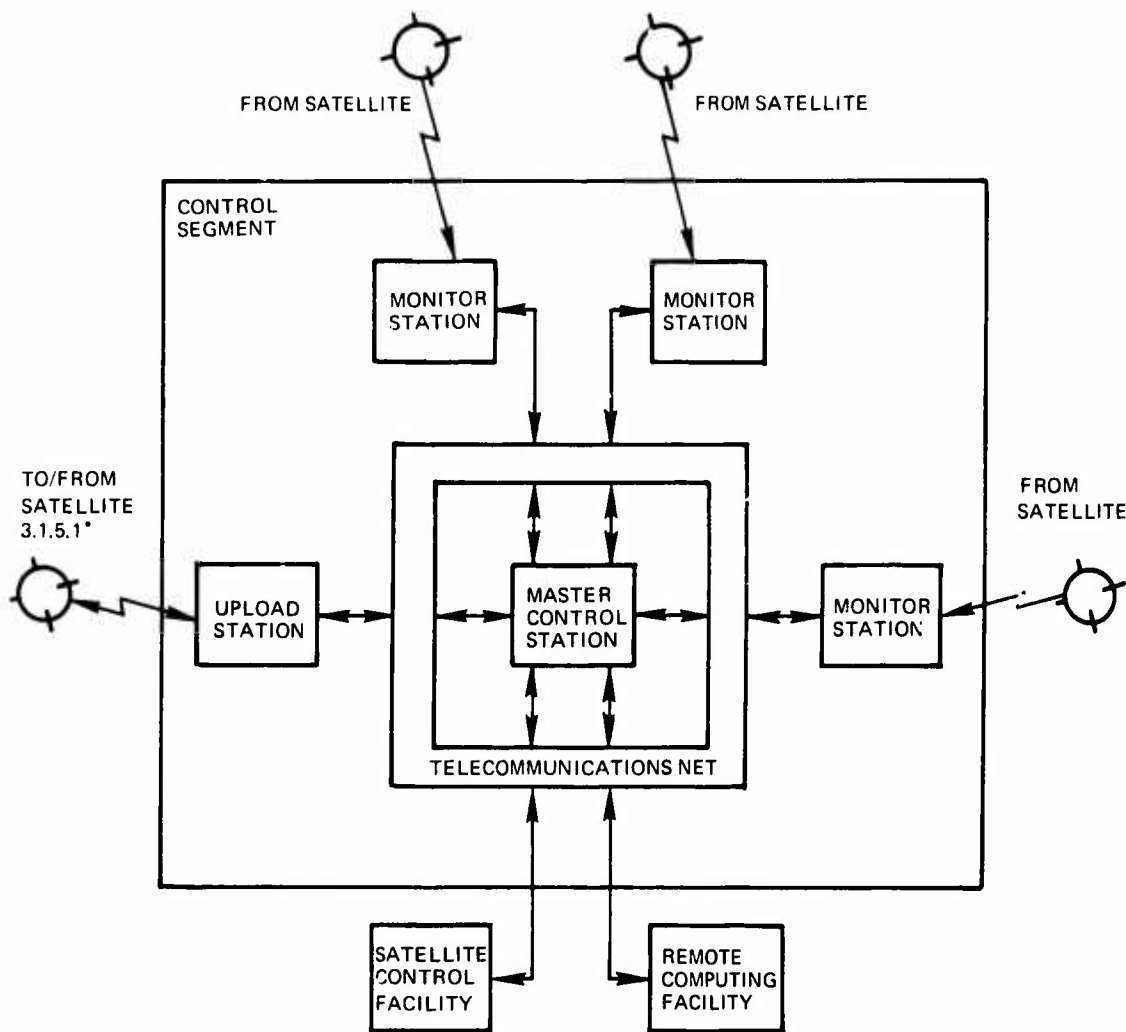 FROM SATELLITE
FROM SATELLITE
CONTROL
SEGMENT
MONITOR
STATION
MONITOR
STATION
TO/FROM
SATELLITE
3.1.5.1*
FROM
SATELLITE
UPLOAD
STATION
MASTER
CONTROL
STATION
MONITOR
STATION
TELECOMMUNICATIONS NET
SATELLITE
CONTROL
FACILITY
REMOTE
COMPUTING
FACILITY